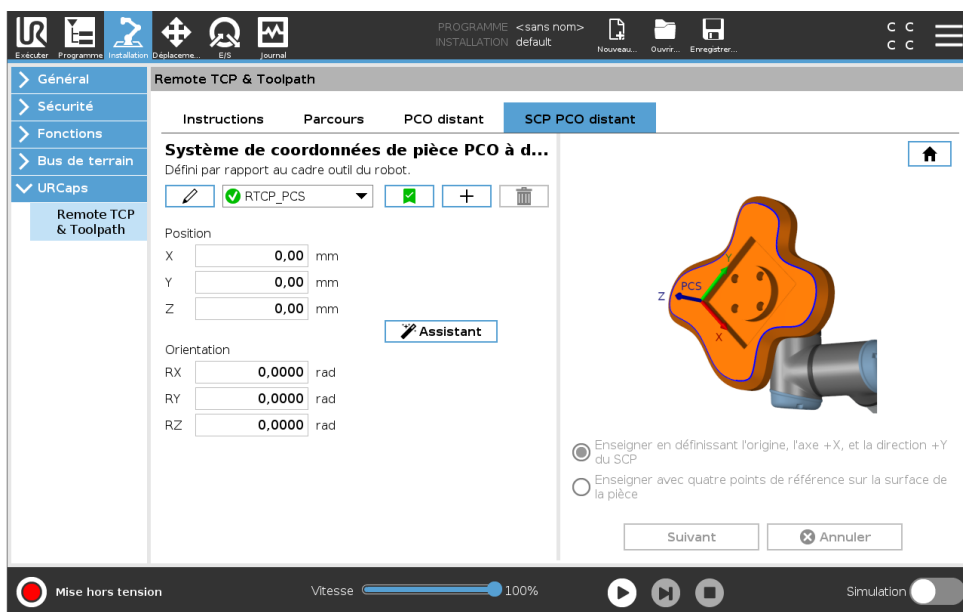 PROGRAMME <sans nom>
INSTALLATION default
Exécuter Programme Installation Déplaceme... E/S Journal Nouveau... Ouvrir... Enregistrer...
C C
C C
Général
Sécurité
Fonctions
Bus de terrain
URCaps
Remote TCP
& Toolpath
Remote TCP & Toolpath
Instructions Parcours PCO distant SCP PCO distant
Système de coordonnées de pièce PCO à d...
Défini par rapport au cadre outil du robot.
RTCP_PCS
Position
X 0,00 mm
Y 0,00 mm
Z 0,00 mm
Assistant
Orientation
RX 0,0000 rad
RY 0,0000 rad
RZ 0,0000 rad
Y
PCS
Z
X
Enseigner en définissant l'origine, l'axe +X, et la direction +Y
du SCP
Enseigner avec quatre points de référence sur la surface de
la pièce
Suivant Annuler
Mise hors tension Vitesse 100% Simulation